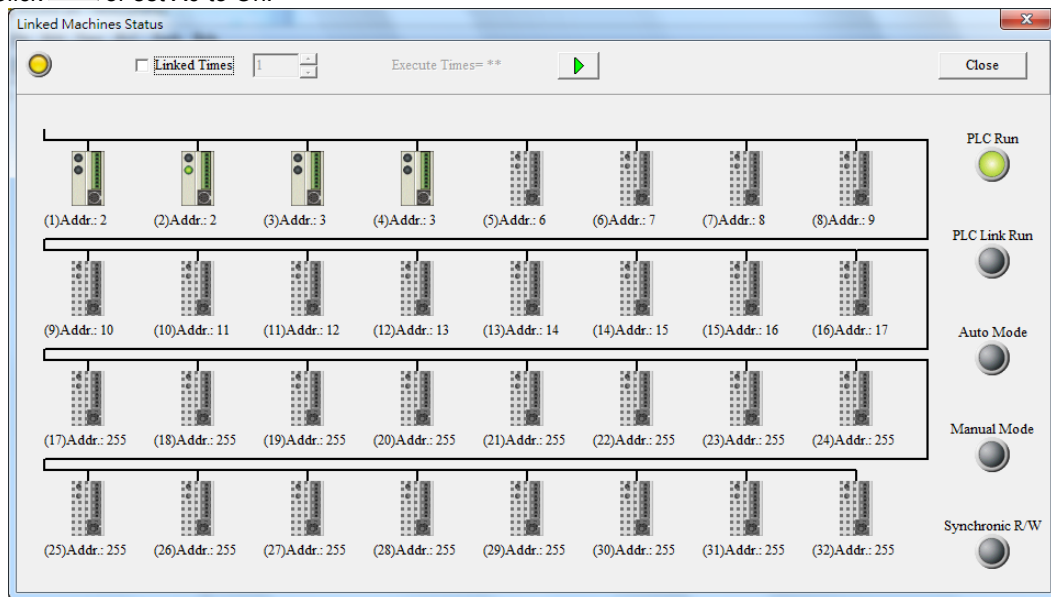 Linked Machines Status
Linked Times 1 Execute Times= ** Close
PLC Run
(1)Addr.: 2 (2)Addr.: 2 (3)Addr.: 3 (4)Addr.: 3 (5)Addr.: 6 (6)Addr.: 7 (7)Addr.: 8 (8)Addr.: 9
PLC Link Run
(9)Addr.: 10 (10)Addr.: 11 (11)Addr.: 12 (12)Addr.: 13 (13)Addr.: 14 (14)Addr.: 15 (15)Addr.: 16 (16)Addr.: 17
Auto Mode
(17)Addr.: 255 (18)Addr.: 255 (19)Addr.: 255 (20)Addr.: 255 (21)Addr.: 255 (22)Addr.: 255 (23)Addr.: 255 (24)Addr.: 255
Manual Mode
(25)Addr.: 255 (26)Addr.: 255 (27)Addr.: 255 (28)Addr.: 255 (29)Addr.: 255 (30)Addr.: 255 (31)Addr.: 255 (32)Addr.: 255
Synchronic R/W